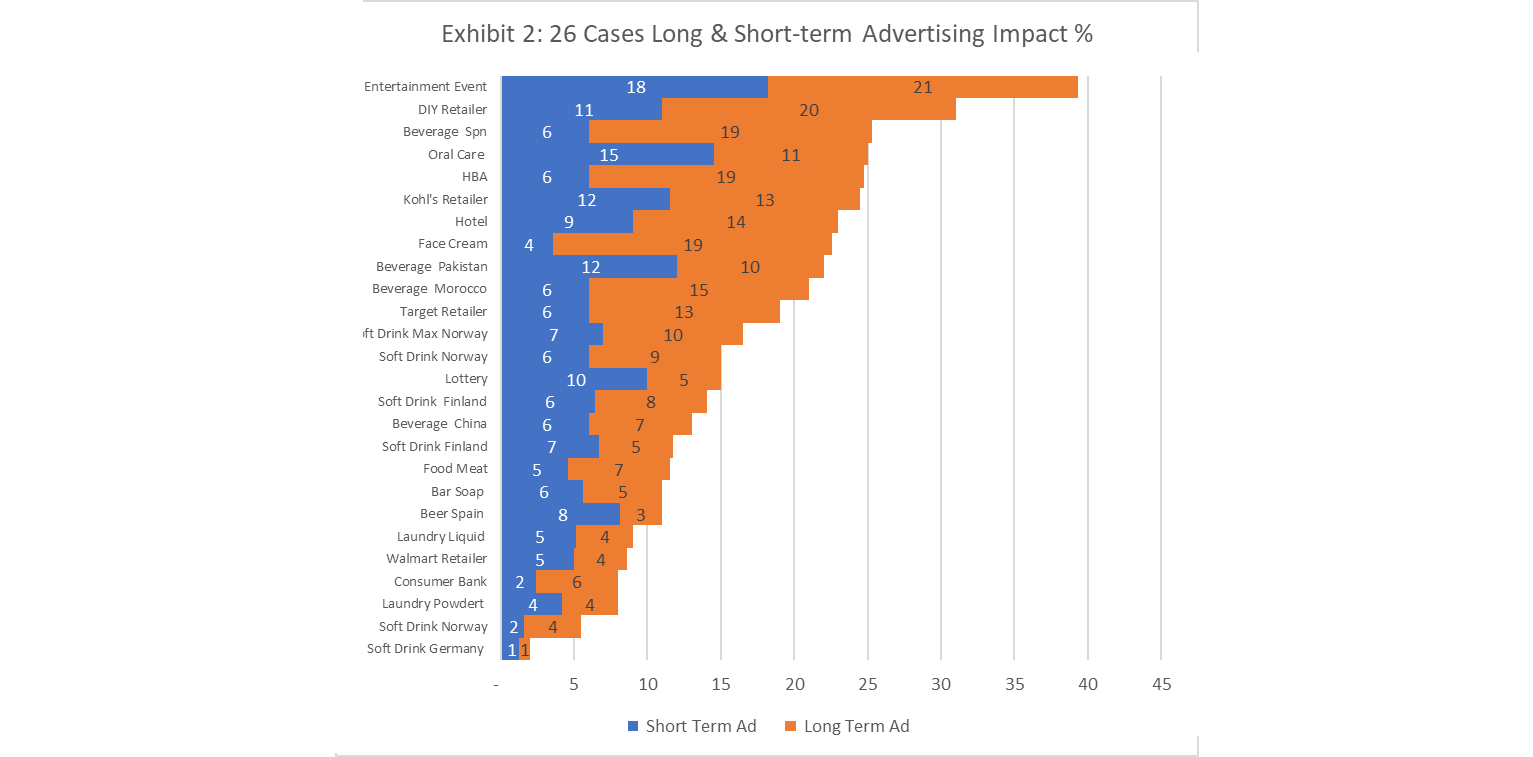 Exhibit 2: 26 Cases Long & Short-term Advertising Impact %
Entertainment Event 18 21
DIY Retailer 11 20
Beverage Spn 6 19
Oral Care 15 11
HBA 6 19
Kohl's Retailer 12 13
Hotel 9 14
Face Cream 4 19
Beverage Pakistan 12 10
Beverage Morocco 6 15
Target Retailer 6 13
ft Drink Max Norway 7 10
Soft Drink Norway 6 9
Lottery 10 5
Soft Drink Finland 6 8
Beverage China 6 7
Soft Drink Finland 7 5
Food Meat 5 7
Bar Soap 6 5
Beer Spain 8 3
Laundry Liquid 5 4
Walmart Retailer 5 4
Consumer Bank 2 6
Laundry Powdert 4 4
Soft Drink Norway 2 4
Soft Drink Germany 1 1
- 5 10 15 20 25 30 35 40 45
Short Term Ad Long Term Ad